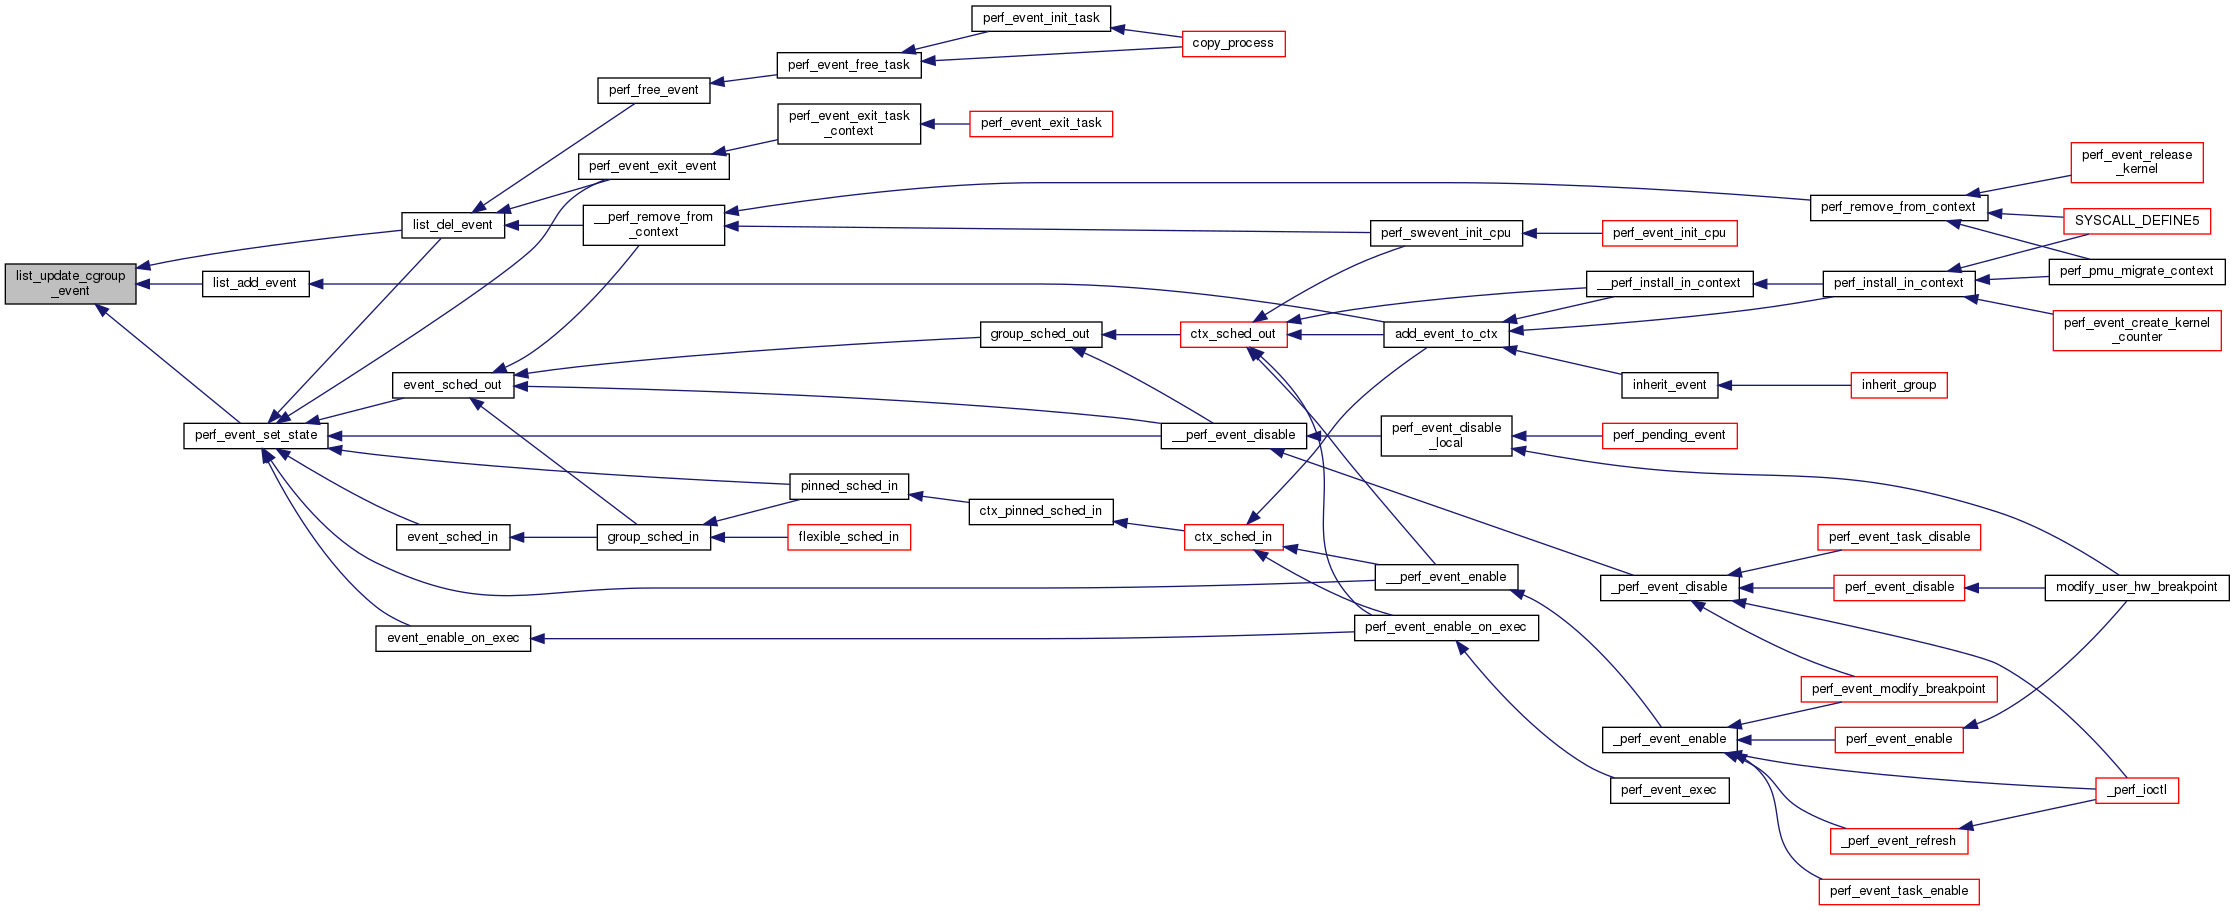 perf_event_init_task
copy_process
perf_event_free_task
perf_free_event
perf_event_exit_task
_context
perf_event_exit_task
perf_event_exit_event
perf_event_release
_kernel
list_del_event
__perf_remove_from
_context
perf_remove_from_context
SYSCALL_DEFINE5
perf_swevent_init_cpu
perf_event_init_cpu
list_update_cgroup
_event
list_add_event
__perf_install_in_context
perf_install_in_context
perf_pmu_migrate_context
group_sched_out
ctx_sched_out
add_event_to_ctx
perf_event_create_kernel
_counter
event_sched_out
inherit_event
inherit_group
perf_event_set_state
__perf_event_disable
perf_event_disable
_local
perf_pending_event
pinned_sched_in
ctx_pinned_sched_in
event_sched_in
group_sched_in
flexible_sched_in
ctx_sched_in
perf_event_task_disable
__perf_event_enable
_perf_event_disable
perf_event_disable
modify_user_hw_breakpoint
event_enable_on_exec
perf_event_enable_on_exec
perf_event_modify_breakpoint
_perf_event_enable
perf_event_enable
perf_event_exec
_perf_ioctl
_perf_event_refresh
perf_event_task_enable